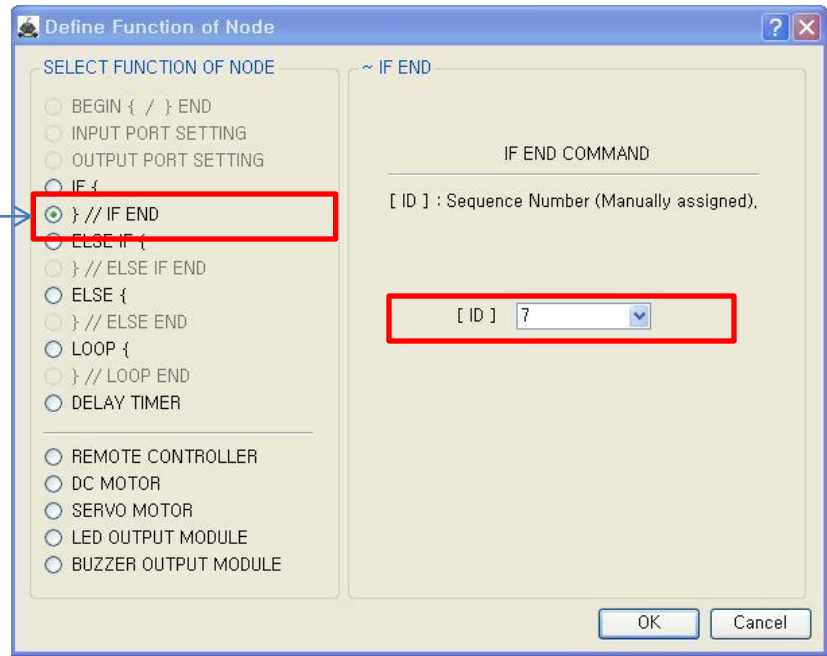 Define Function of Node
SELECT FUNCTION OF NODE
BEGIN { / } END
INPUT PORT SETTING
OUTPUT PORT SETTING
IF {
} // IF END
ELSE IF {
} // ELSE IF END
ELSE {
} // ELSE END
LOOP {
} // LOOP END
DELAY TIMER
REMOTE CONTROLLER
DC MOTOR
SERVO MOTOR
LED OUTPUT MODULE
BUZZER OUTPUT MODULE
~ IF END
IF END COMMAND
[ ID ] : Sequence Number (Manually assigned),
[ ID ] 7
OK Cancel